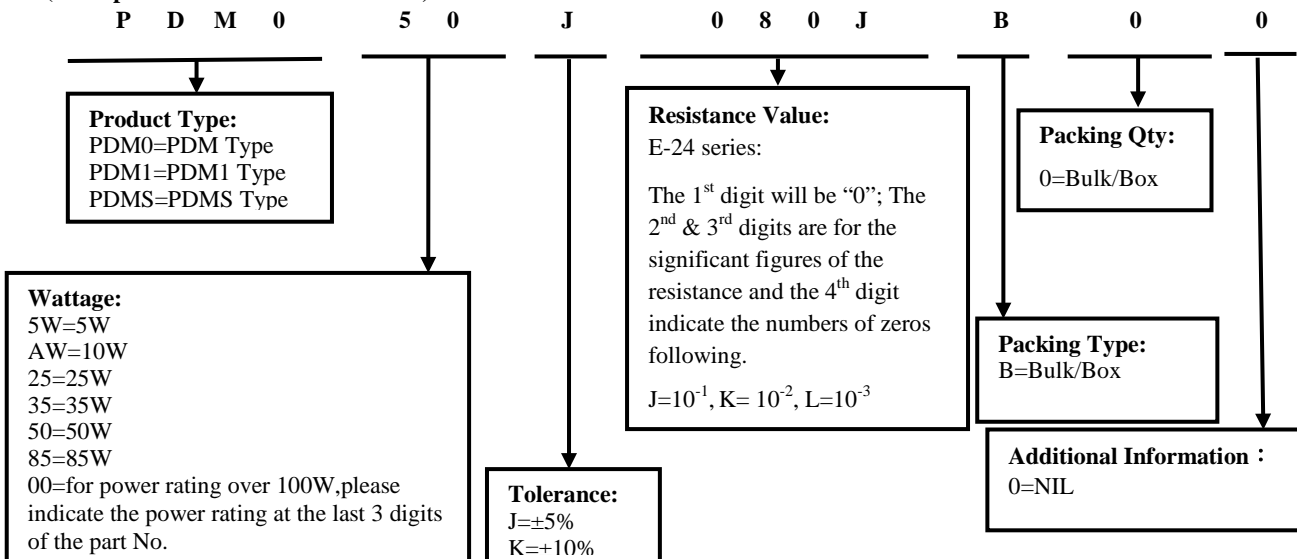 P D M 0 5 0 J 0 8 0 J B 0 0
Product Type:
PDM0=PDM Type
PDM1=PDM1 Type
PDMS=PDMS Type
Resistance Value:
E-24 series:
The 1st digit will be “0”; The
2nd & 3rd digits are for the
significant figures of the
resistance and the 4th digit
indicate the numbers of zeros
following.
J=10-1, K= 10-2, L=10-3
Packing Qty:
0=Bulk/Box
Wattage:
5W=5W
AW=10W
25=25W
35=35W
50=50W
85=85W
00=for power rating over 100W,please
indicate the power rating at the last 3 digits
of the part No.
Packing Type:
B=Bulk/Box
Tolerance:
J=±5%
K=±10%
Additional Information：
0=NIL